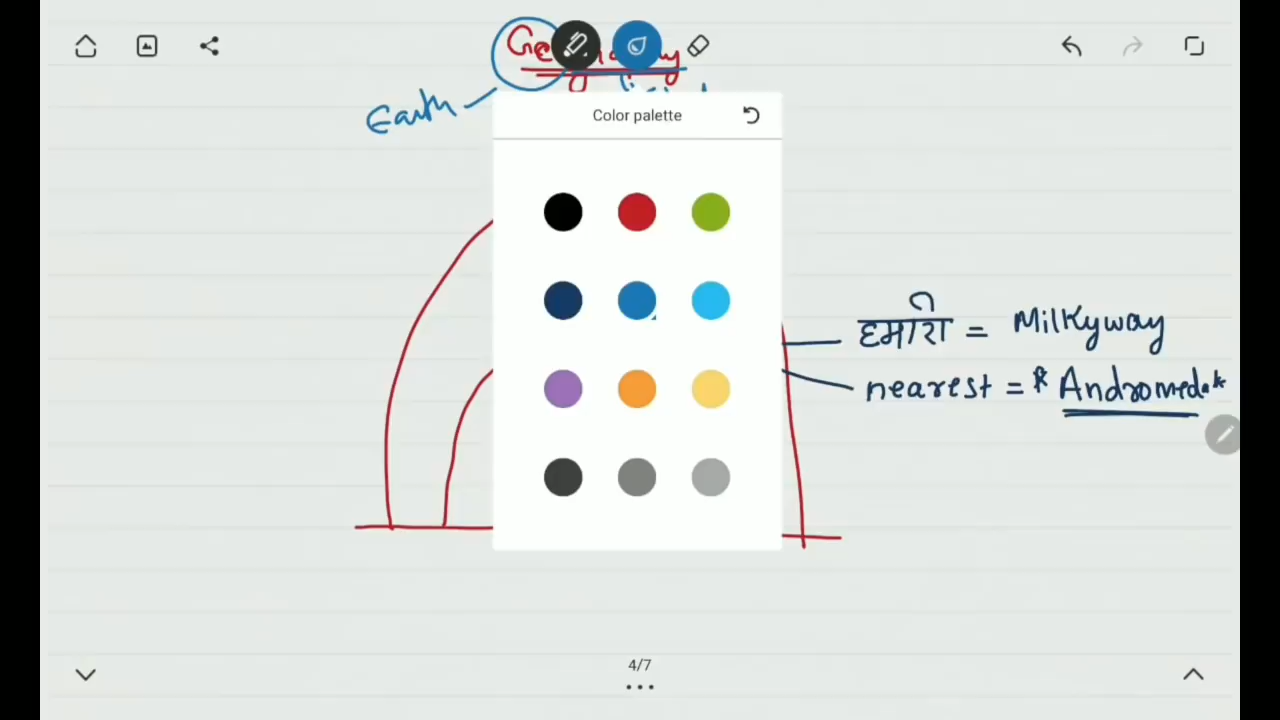 Earth
Color palette
हमारा = Milkyway
nearest = * Andromeda*
4/7